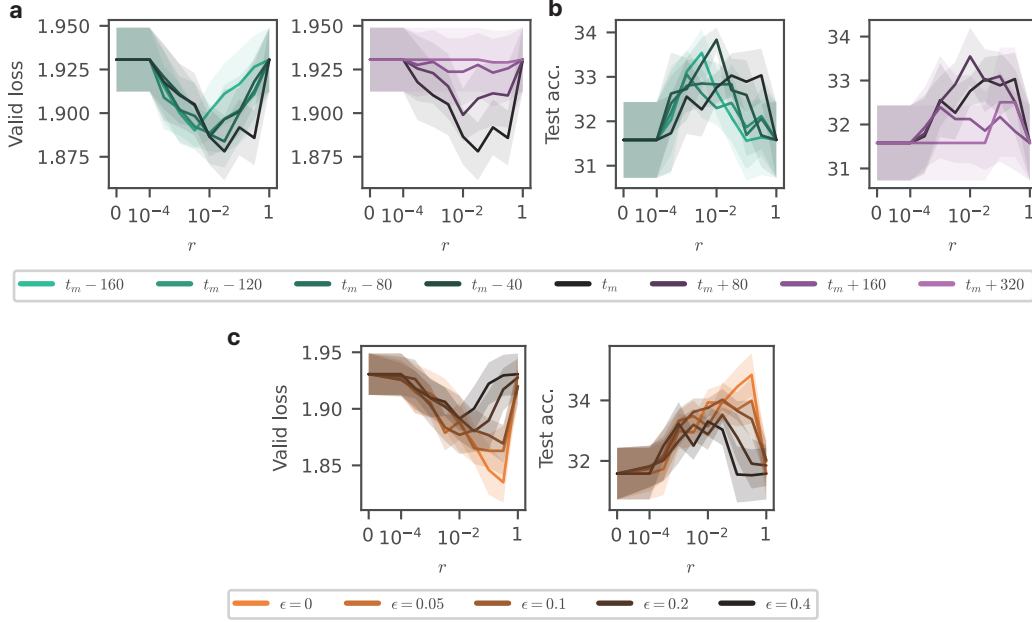 a
b
1.950
1.925
1.900
1.875
Valid loss
0 10⁻⁴ 10⁻² 1
r
1.950
1.925
1.900
1.875
0 10⁻⁴ 10⁻² 1
r
34
33
32
31
Test acc.
0 10⁻⁴ 10⁻² 1
r
34
33
32
31
0 10⁻⁴ 10⁻² 1
r
t_m − 160 t_m − 120 t_m − 80 t_m − 40 t_m t_m + 80 t_m + 160 t_m + 320
c
1.95
1.90
1.85
Valid loss
0 10⁻⁴ 10⁻² 1
r
34
32
Test acc.
0 10⁻⁴ 10⁻² 1
r
ϵ = 0 ϵ = 0.05 ϵ = 0.1 ϵ = 0.2 ϵ = 0.4